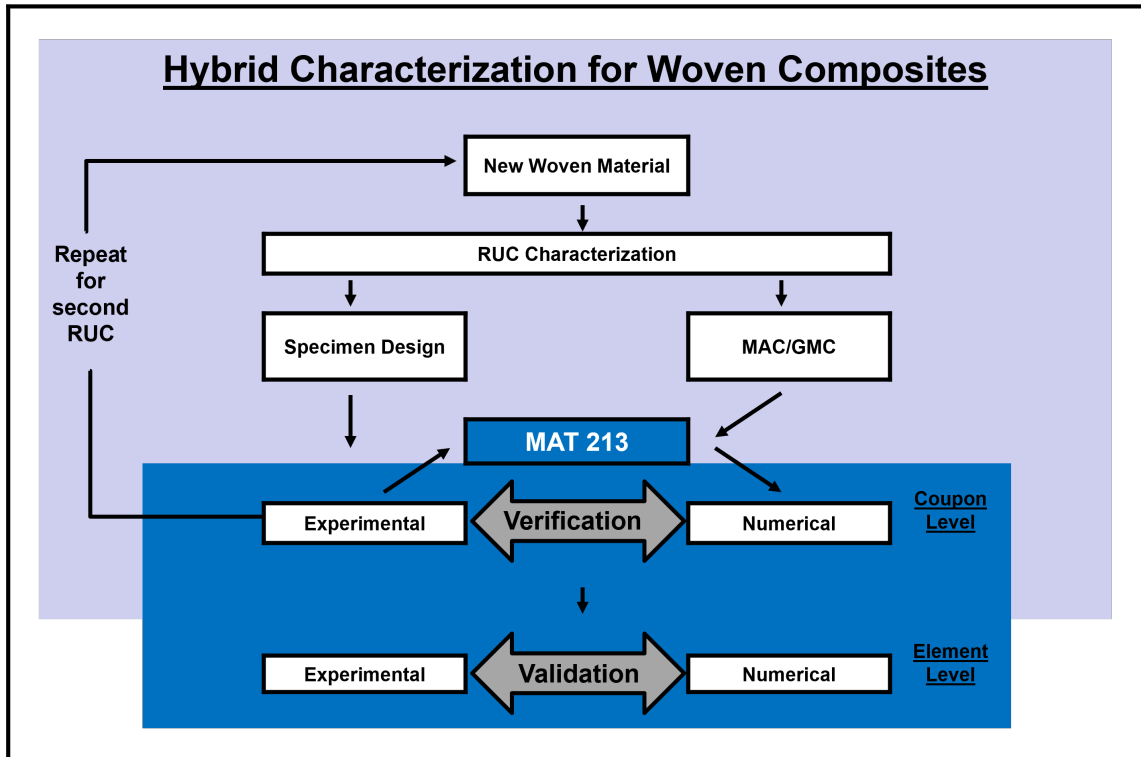 Hybrid Characterization for Woven Composites
New Woven Material
RUC Characterization
Repeat
for
second
RUC
Specimen Design
MAC/GMC
MAT 213
Experimental
Verification
Numerical
Coupon
Level
Experimental
Validation
Numerical
Element
Level